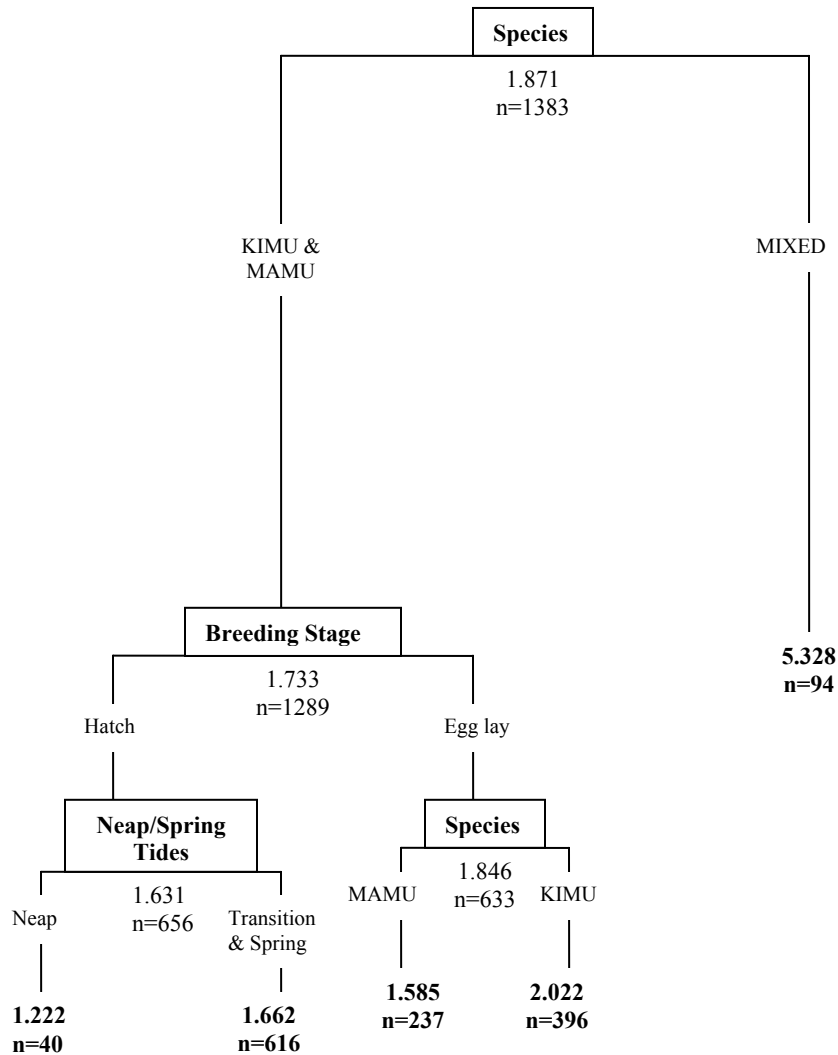 Species
1.871
n=1383
KIMU &
MAMU
MIXED
Breeding Stage
1.733
n=1289
5.328
n=94
Hatch
Egg lay
Neap/Spring
Tides
1.631
n=656
Species
1.846
n=633
Neap
Transition
& Spring
MAMU
KIMU
1.222
n=40
1.662
n=616
1.585
n=237
2.022
n=396